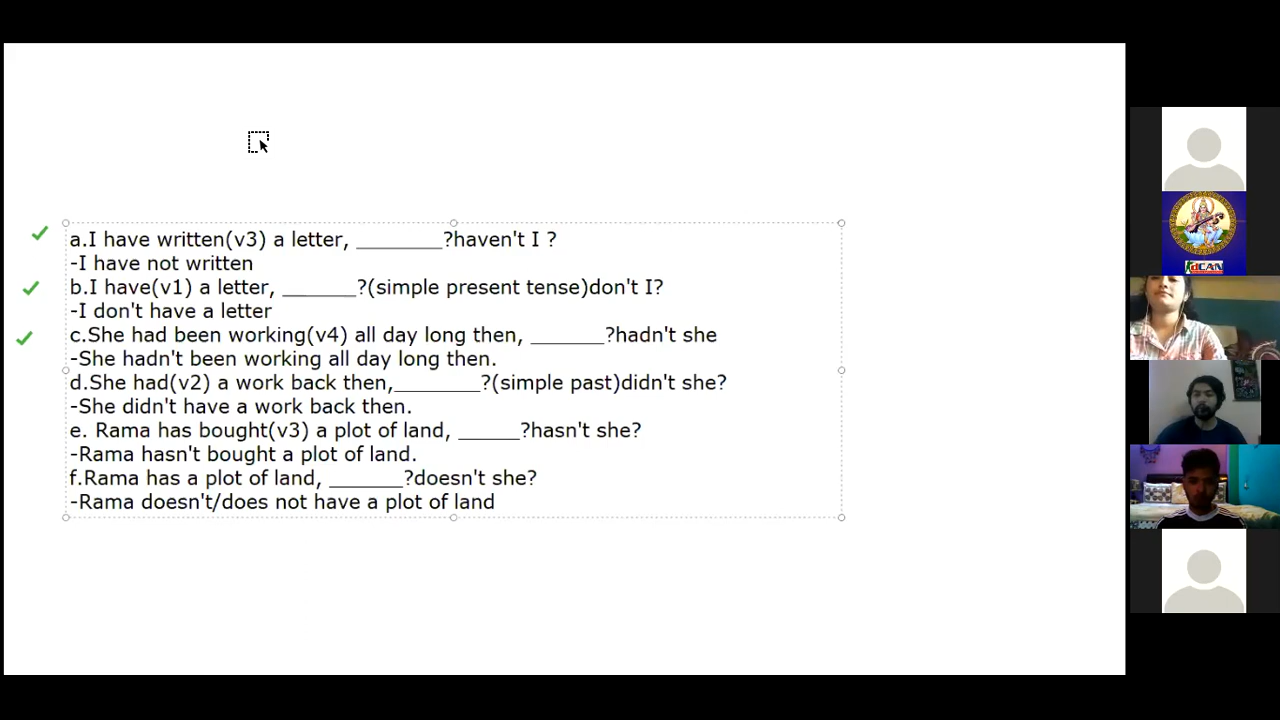 a.I have written(v3) a letter, ________?haven't I ?
-I have not written
b.I have(v1) a letter, _______?(simple present tense)don't I?
-I don't have a letter
c.She had been working(v4) all day long then, _______?hadn't she
-She hadn't been working all day long then.
d.She had(v2) a work back then,________?(simple past)didn't she?
-She didn't have a work back then.
e. Rama has bought(v3) a plot of land, ______?hasn't she?
-Rama hasn't bought a plot of land.
f.Rama has a plot of land, _______?doesn't she?
-Rama doesn't/does not have a plot of land